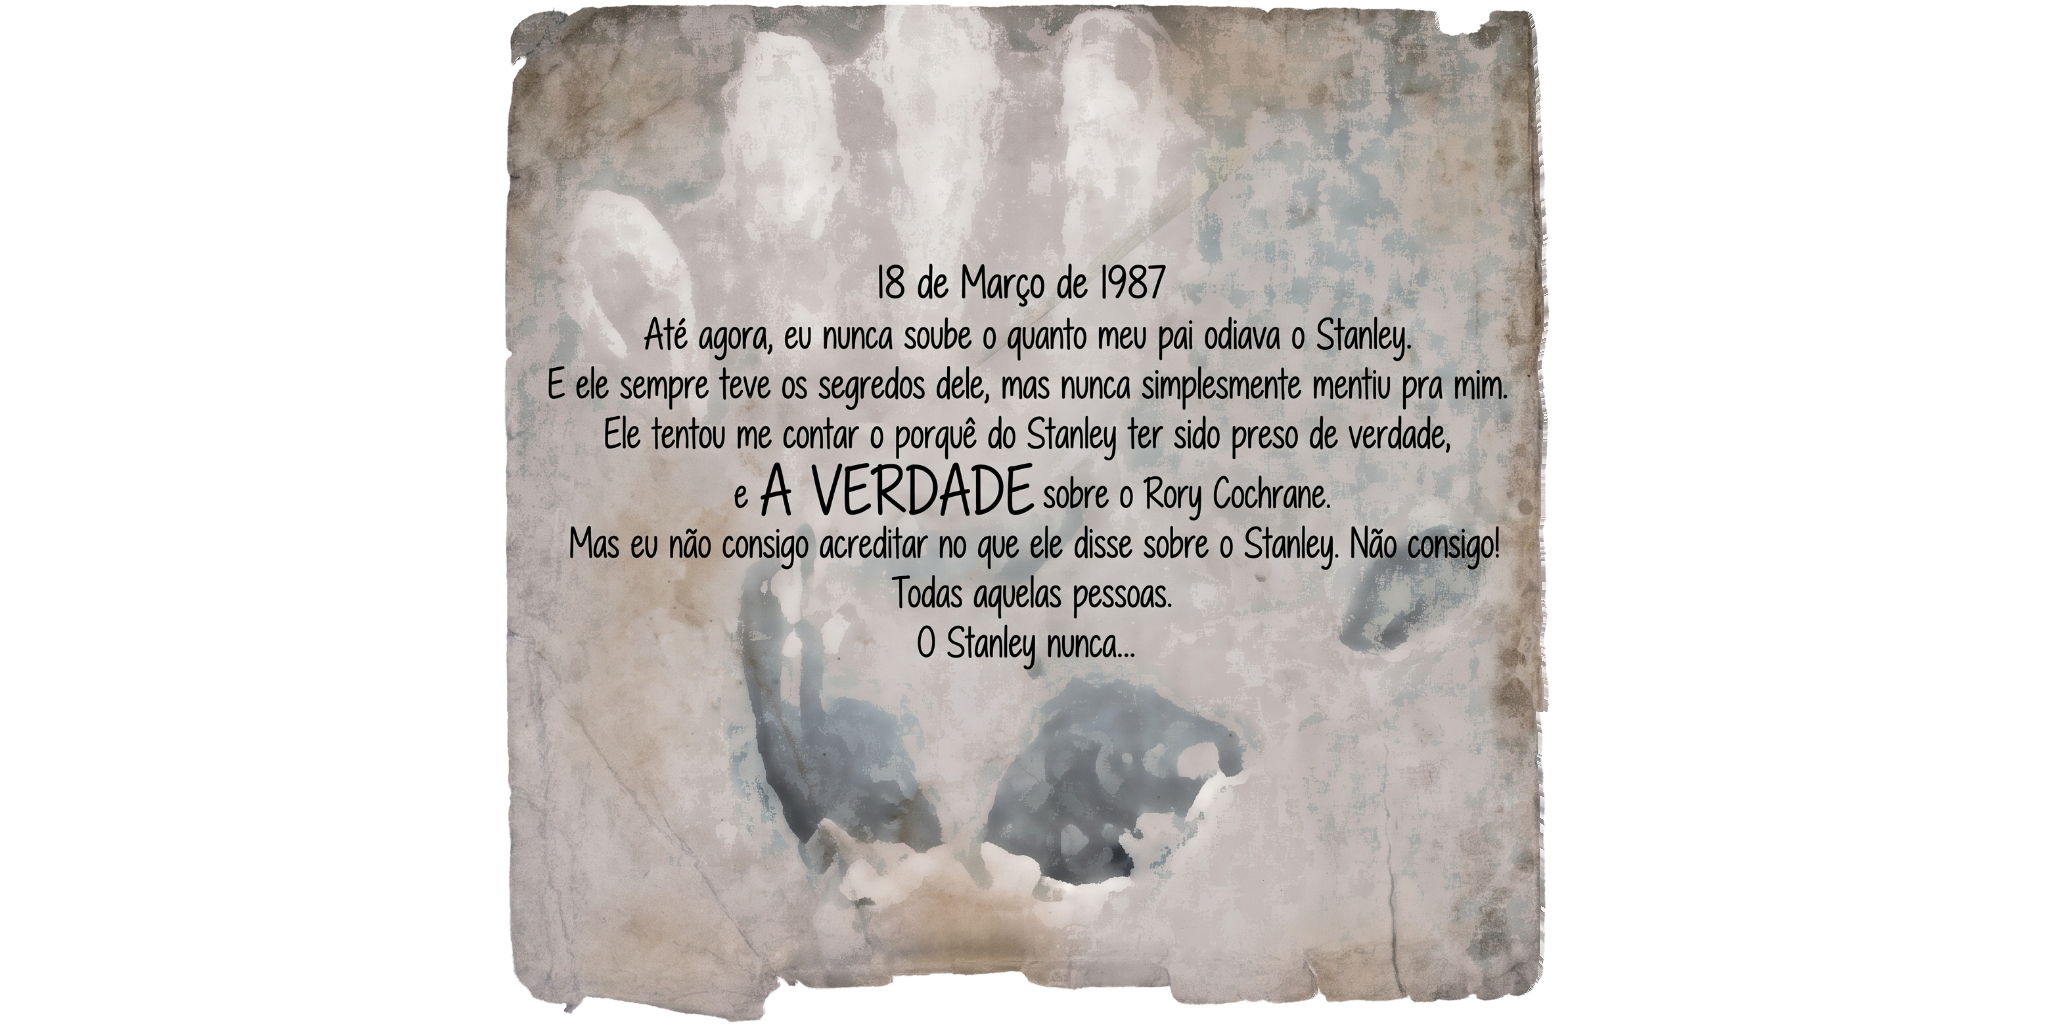 18 de Março de 1987
Até agora, eu nunca soube o quanto meu pai odiava o Stanley.
E ele sempre teve os segredos dele, mas nunca simplesmente mentiu pra mim.
Ele tentou me contar o porquê do Stanley ter sido preso de verdade,
e A VERDADE sobre o Rory Cochrane.
Mas eu não consigo acreditar no que ele disse sobre o Stanley. Não consigo!
Todas aquelas pessoas.
O Stanley nunca...